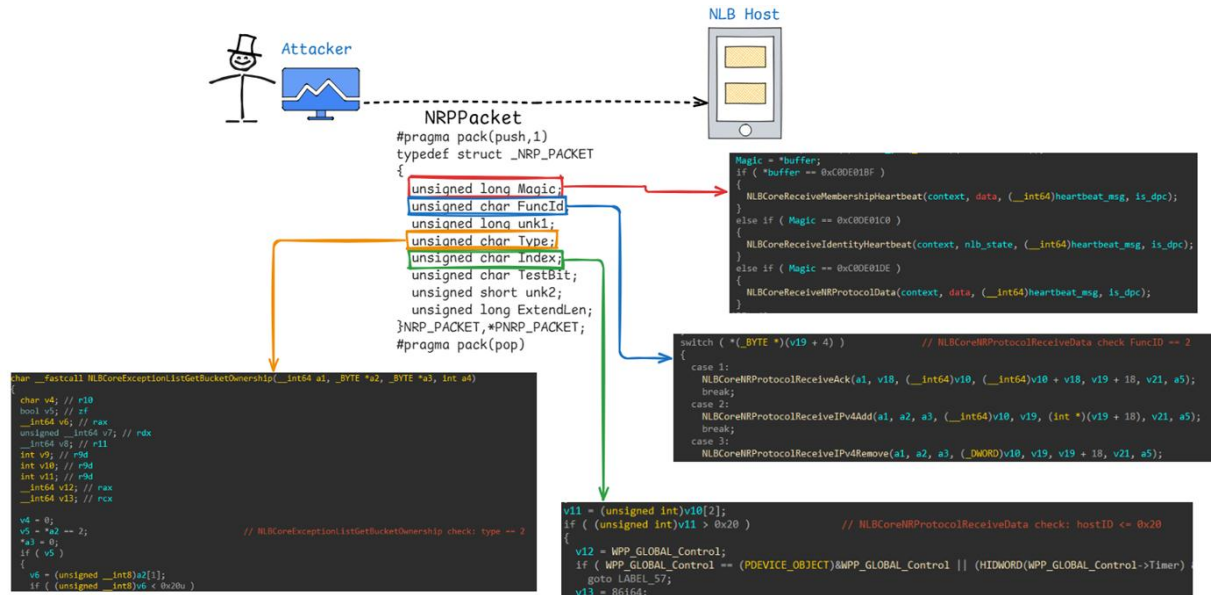 NLB Host
Attacker
NRPPacket
#pragma pack(push,1)
typedef struct _NRP_PACKET
{
unsigned long Magic;
unsigned char FuncId
unsigned long unk1;
unsigned char Type;
unsigned char Index;
unsigned char TestBit;
unsigned short unk2;
unsigned long ExtendLen;
}NRP_PACKET,*PNRP_PACKET;
#pragma pack(pop)
Magic = *buffer;
if ( *buffer == 0xC0DE01BF )
{
NLBCoreReceiveMembershipHeartbeat(context, data, (__int64)heartbeat_msg, is_dpc);
}
else if ( Magic == 0xC0DE01C0 )
{
NLBCoreReceiveIdentityHeartbeat(context, nlb_state, (__int64)heartbeat_msg, is_dpc);
}
else if ( Magic == 0xC0DE01DE )
{
NLBCoreReceiveNRProtocolData(context, data, (__int64)heartbeat_msg, is_dpc);
}
switch ( *(_BYTE *)(v19 + 4) ) // NLBCoreNRProtocolReceiveData check FuncID == 2
{
case 1:
NLBCoreNRProtocolReceiveAck(a1, v18, (__int64)v10, (__int64)v10 + v18, v19 + 18, v21, a5);
break;
case 2:
NLBCoreNRProtocolReceiveIPv4Add(a1, a2, a3, (__int64)v10, v19, (int *)(v19 + 18), v21, a5);
break;
case 3:
NLBCoreNRProtocolReceiveIPv4Remove(a1, a2, a3, (_DWORD)v10, v19, v19 + 18, v21, a5);
char __fastcall NLBCoreExceptionListGetBucketOwnership(__int64 a1, _BYTE *a2, _BYTE *a3, int a4)
{
char v4; // r10
bool v5; // zf
__int64 v6; // rax
unsigned __int64 v7; // rdx
__int64 v8; // r11
int v9; // r9d
int v10; // r9d
int v11; // r9d
__int64 v12; // rax
__int64 v13; // rcx
v4 = 0;
v5 = *a2 == 2; // NLBCoreExceptionListGetBucketOwnership check: type == 2
*a3 = 0;
if ( v5 )
{
v6 = (unsigned __int8)a2[1];
if ( (unsigned __int8)v6 < 0x20u )
v11 = (unsigned int)v10[2];
if ( (unsigned int)v11 > 0x20 ) // NLBCoreNRProtocolReceiveData check: hostID <= 0x20
{
v12 = WPP_GLOBAL_Control;
if ( WPP_GLOBAL_Control == (PDEVICE_OBJECT)&WPP_GLOBAL_Control || (HIDWORD(WPP_GLOBAL_Control->Timer)
goto LABEL_57;
v13 = 86i64;